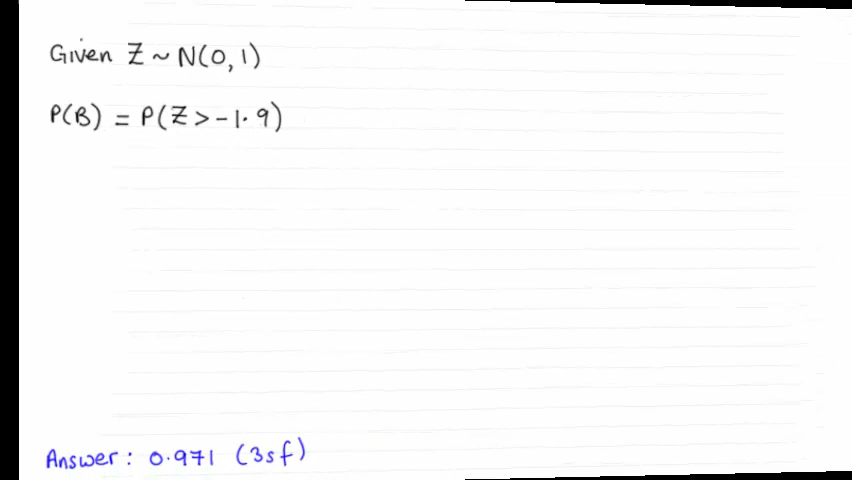 Given Z ~ N(0, 1)
P(B) = P(Z > -1.9)
Answer: 0.971 (3sf)